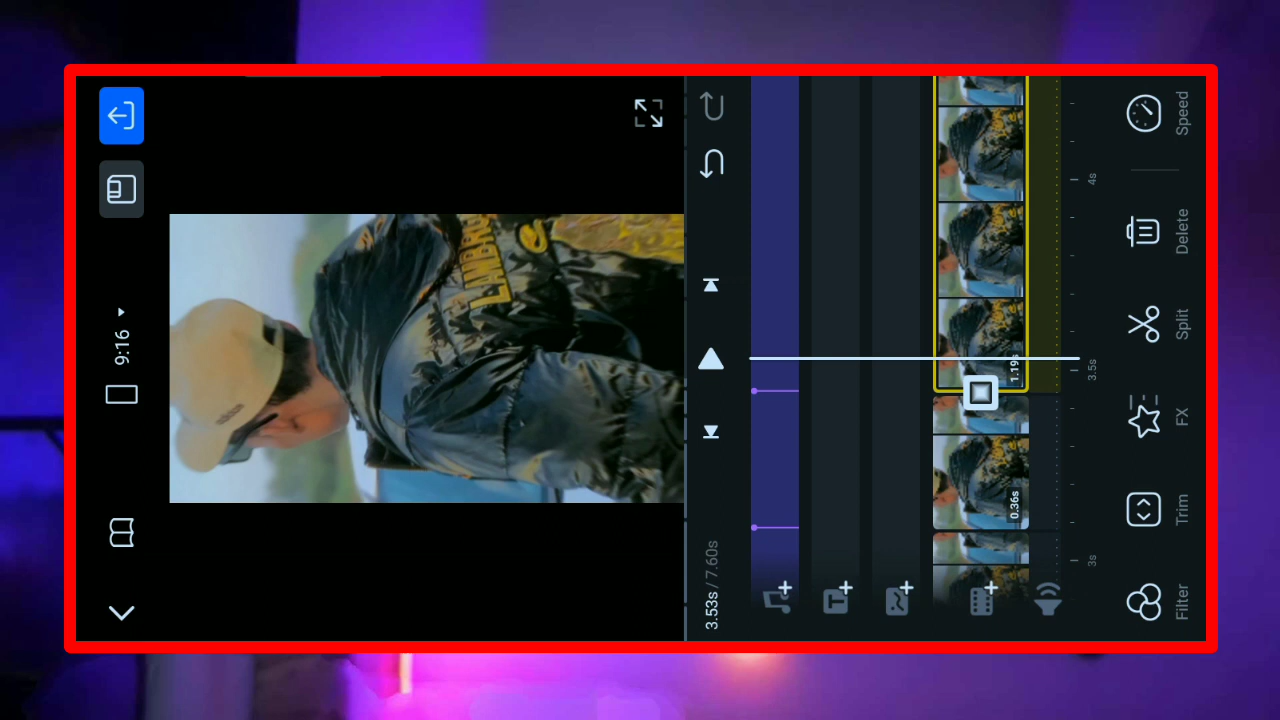 9:16
LAMBRO
3.53s / 7.60s
1.19s
0.36s
3s
3.5s
4s
Filter
Trim
FX
Split
Delete
Speed